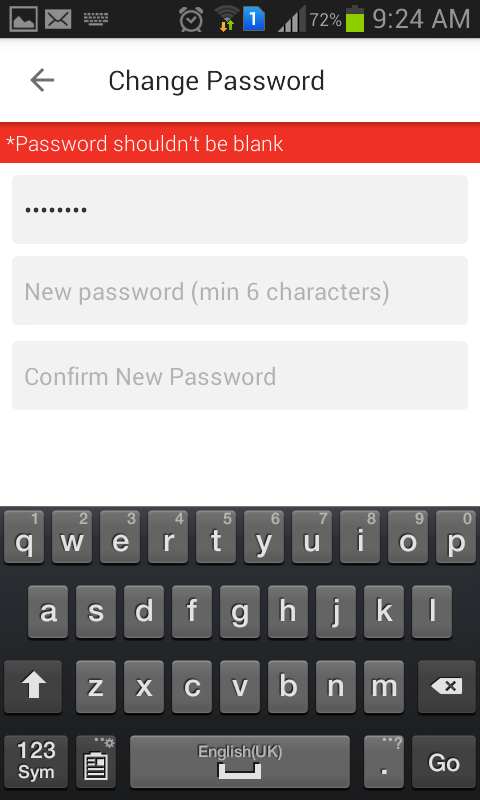 1 72% 9:24 AM
Change Password
*Password shouldn't be blank
••••••••
New password (min 6 characters)
Confirm New Password
1 2 3 4 5 6 7 8 9 0
q w e r t y u i o p
a s d f g h j k l
z x c v b n m
123 Sym English(UK) . ? Go